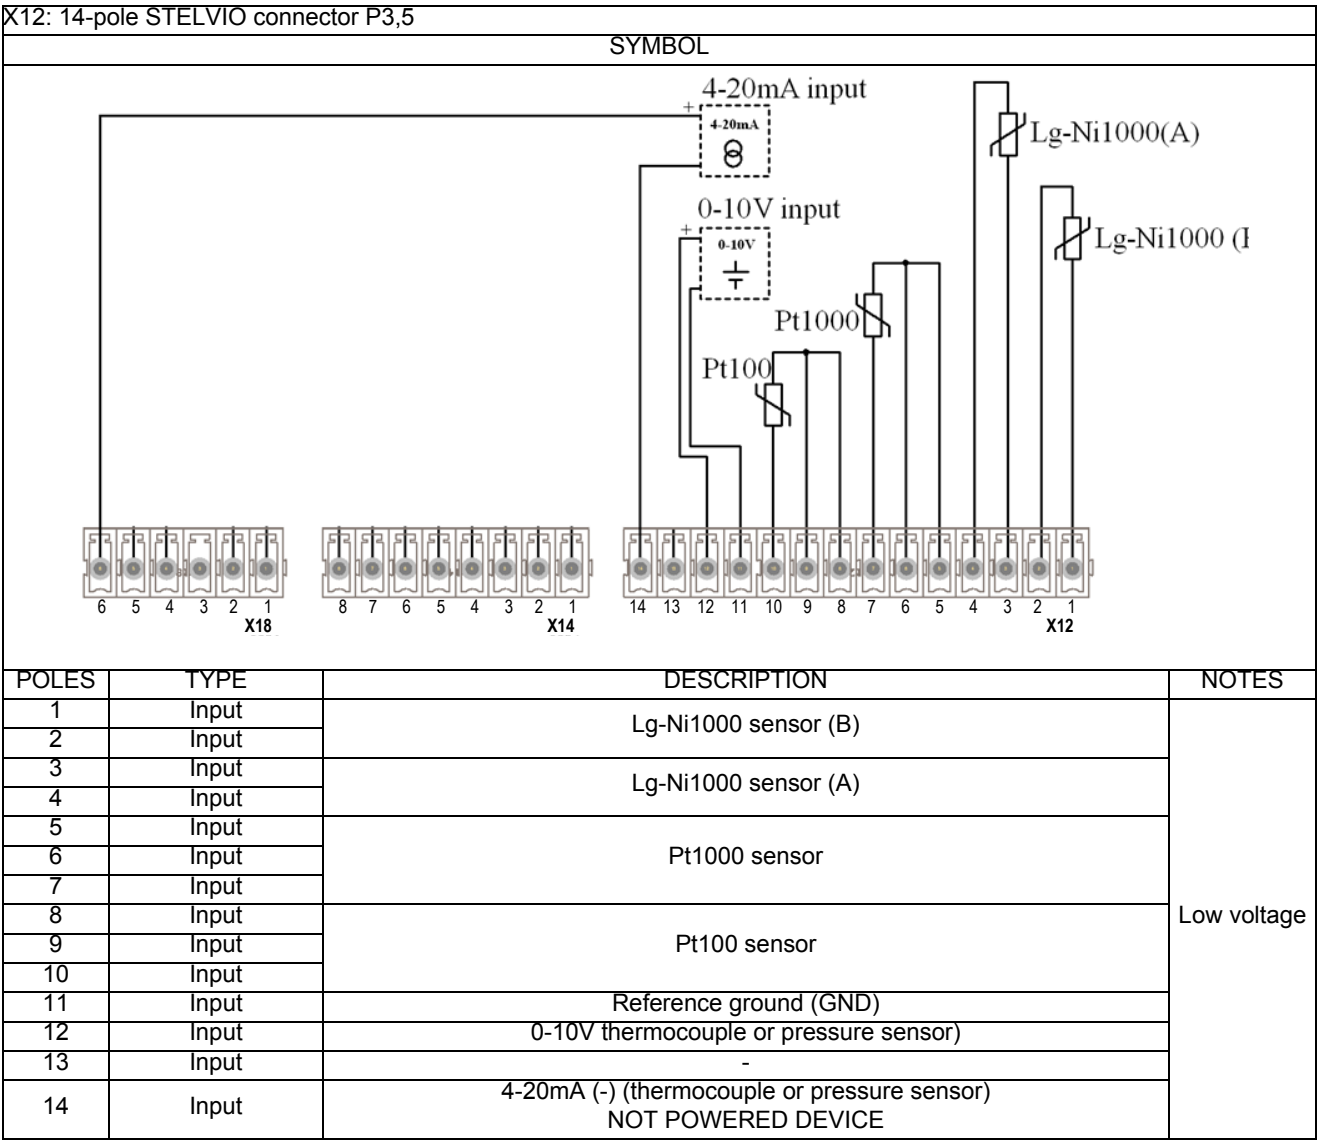 X12: 14-pole STELVIO connector P3,5
SYMBOL
4-20mA input
+
4-20mA
Lg-Ni1000(A)
0-10V input
+
0-10V
Lg-Ni1000 (
Pt1000
Pt100
6 5 4 3 2 1
X18
8 7 6 5 4 3 2 1
X14
14 13 12 11 10 9 8 7 6 5 4 3 2 1
X12
POLES TYPE DESCRIPTION NOTES
1 Input Lg-Ni1000 sensor (B)
2 Input
3 Input Lg-Ni1000 sensor (A)
4 Input
5 Input
6 Input Pt1000 sensor
7 Input
8 Input Low voltage
9 Input Pt100 sensor
10 Input
11 Input Reference ground (GND)
12 Input 0-10V thermocouple or pressure sensor)
13 Input -
14 Input 4-20mA (-) (thermocouple or pressure sensor)
NOT POWERED DEVICE